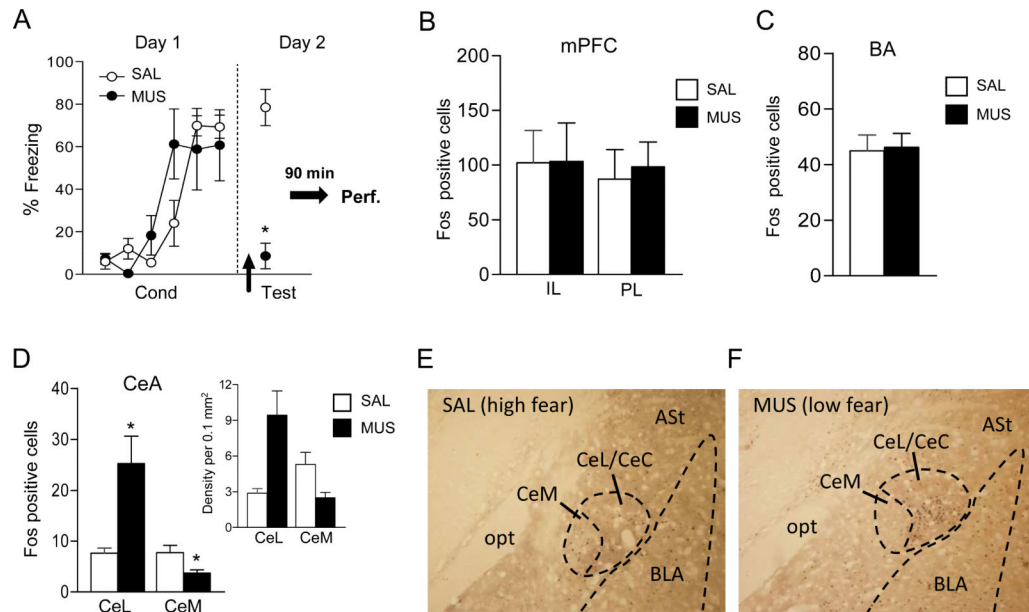 A
Day 1
Day 2
SAL
MUS
% Freezing
80
60
40
20
0
90 min
Perf.
*
Cond
Test
B
mPFC
Fos positive cells
200
150
100
50
0
SAL
MUS
IL
PL
C
BA
Fos positive cells
80
60
40
20
0
SAL
MUS
D
CeA
Fos positive cells
40
30
20
10
0
*
*
CeL
CeM
Density per 0.1 mm²
12
9
6
3
0
CeL
CeM
SAL
MUS
E
SAL (high fear)
ASt
CeL/CeC
CeM
opt
BLA
F
MUS (low fear)
ASt
CeL/CeC
CeM
opt
BLA